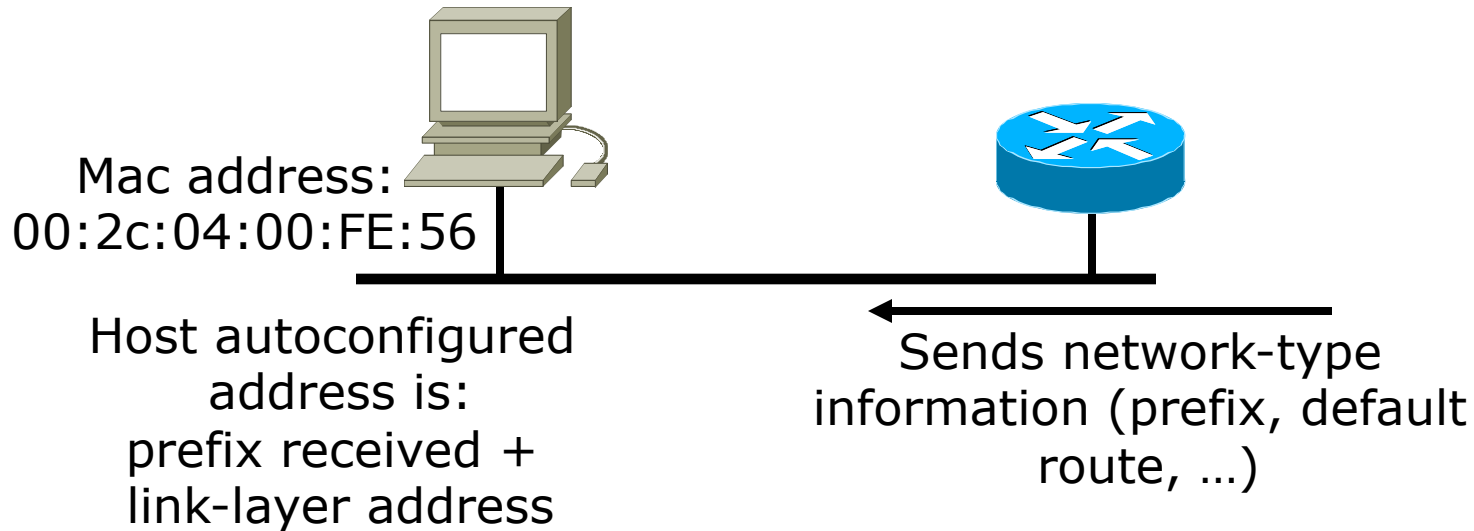 Mac address:
00:2c:04:00:FE:56
Host autoconfigured
address is:
prefix received +
link-layer address
Sends network-type
information (prefix, default
route, …)